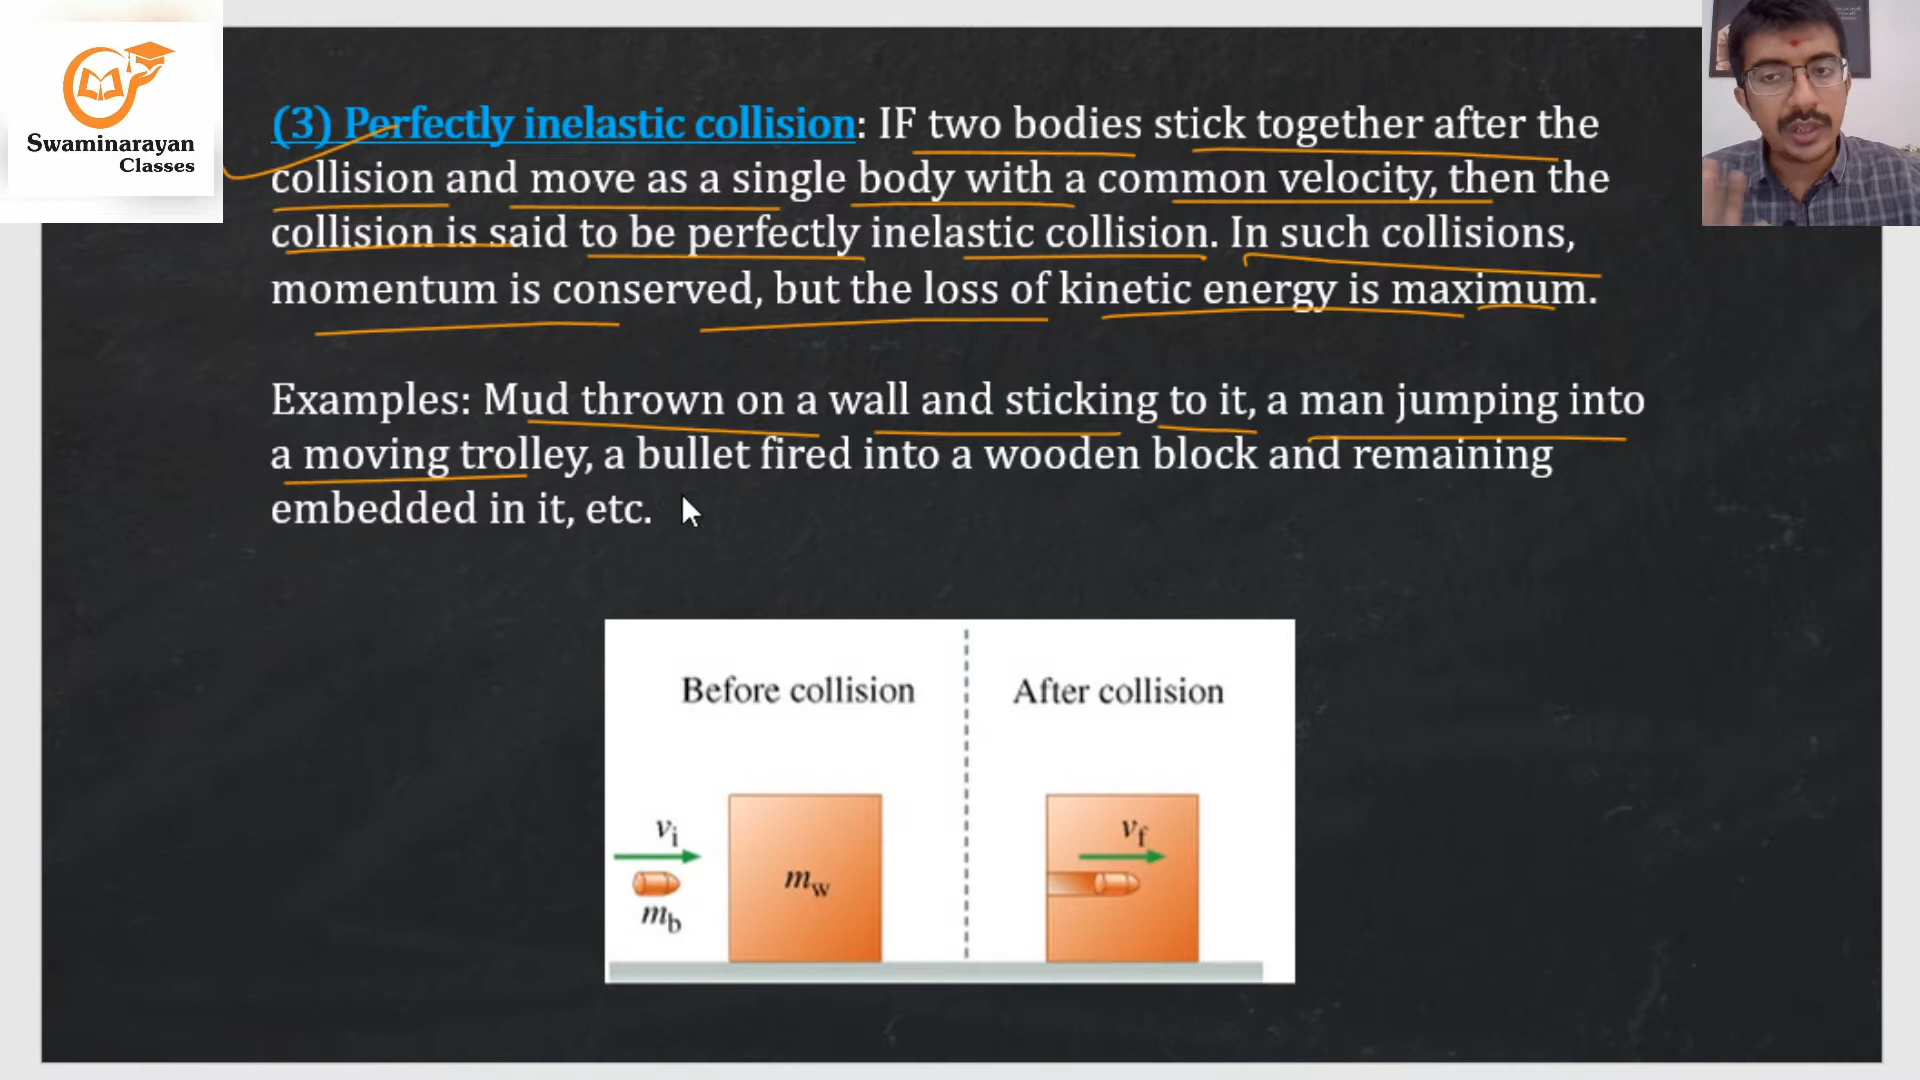 Swaminarayan
Classes
(3) Perfectly inelastic collision: IF two bodies stick together after the
collision and move as a single body with a common velocity, then the
collision is said to be perfectly inelastic collision. In such collisions,
momentum is conserved, but the loss of kinetic energy is maximum.
Examples: Mud thrown on a wall and sticking to it, a man jumping into
a moving trolley, a bullet fired into a wooden block and remaining
embedded in it, etc.
Before collision
After collision
vi
mb
mw
vf